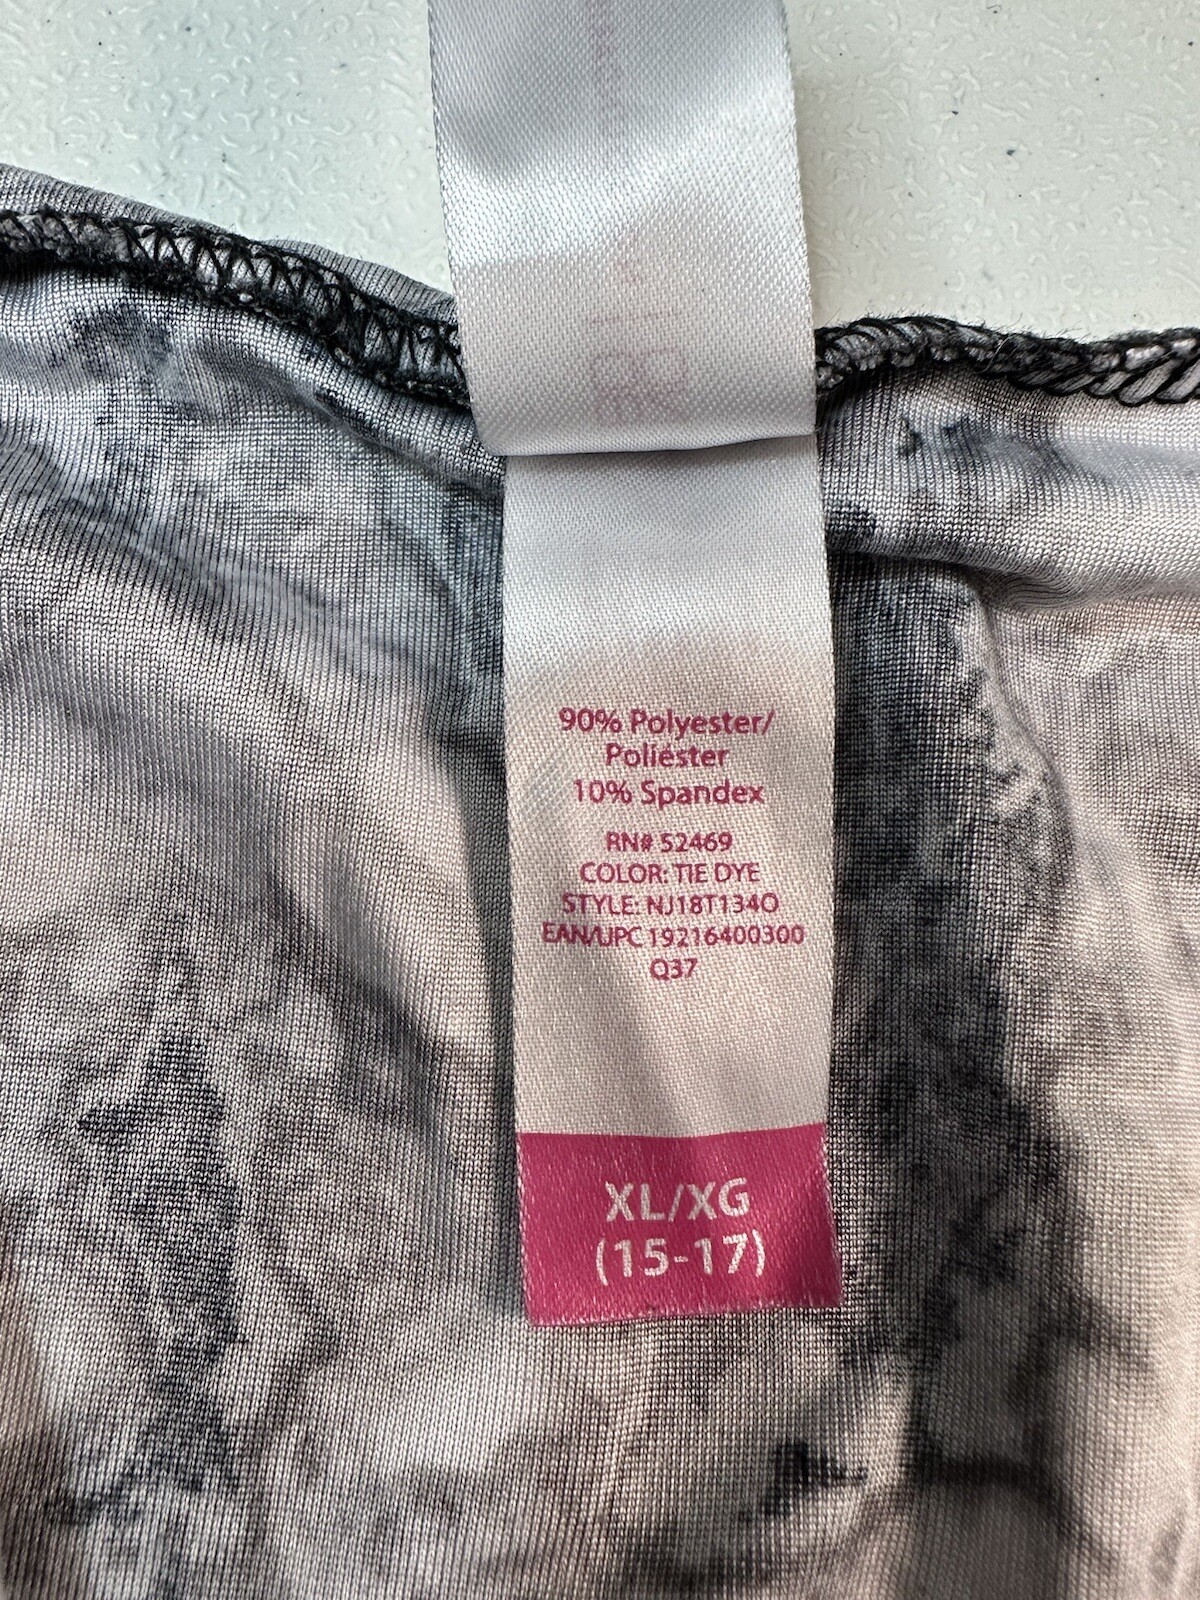 90% Polyester/
Poliéster
10% Spandex
RN# 52469
COLOR: TIE DYE
STYLE: NJ18T134O
EAN/UPC 19216400300
Q37
XL/XG
(15-17)